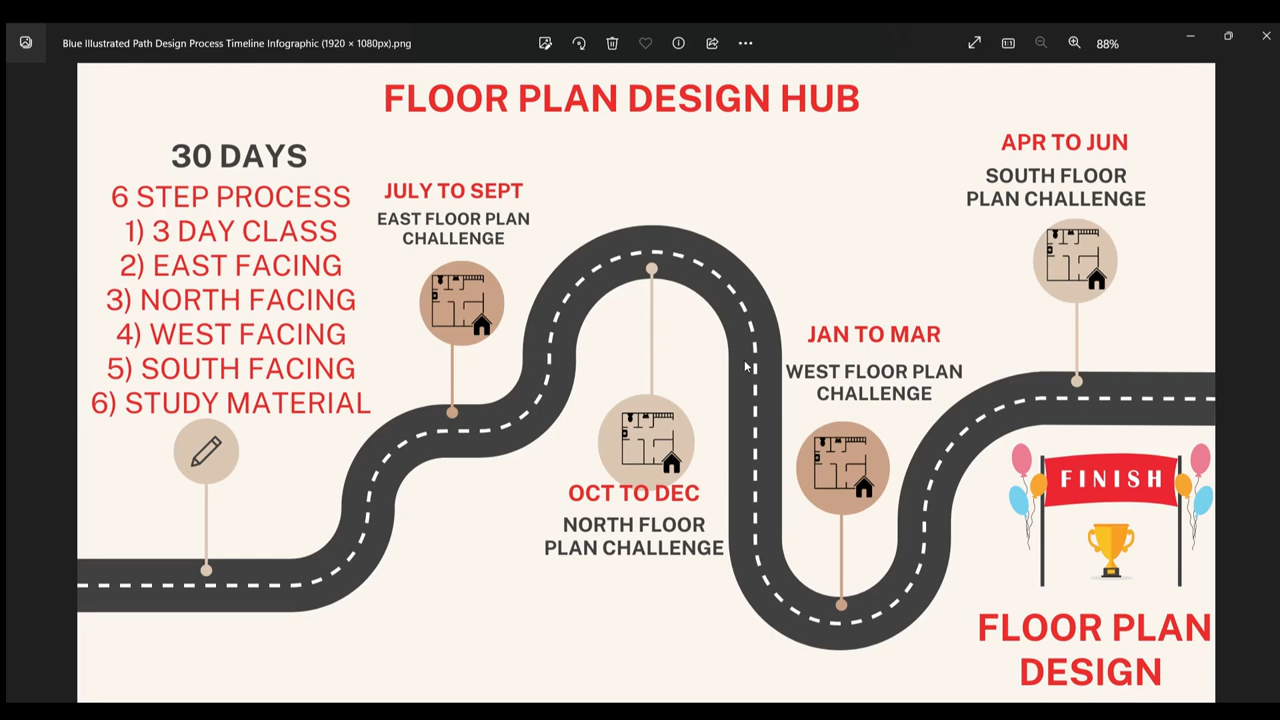 Blue Illustrated Path Design Process Timeline Infographic (1920 × 1080px).png
88%
FLOOR PLAN DESIGN HUB
30 DAYS
6 STEP PROCESS
1) 3 DAY CLASS
2) EAST FACING
3) NORTH FACING
4) WEST FACING
5) SOUTH FACING
6) STUDY MATERIAL
JULY TO SEPT
EAST FLOOR PLAN
CHALLENGE
OCT TO DEC
NORTH FLOOR
PLAN CHALLENGE
JAN TO MAR
WEST FLOOR PLAN
CHALLENGE
APR TO JUN
SOUTH FLOOR
PLAN CHALLENGE
FINISH
FLOOR PLAN
DESIGN